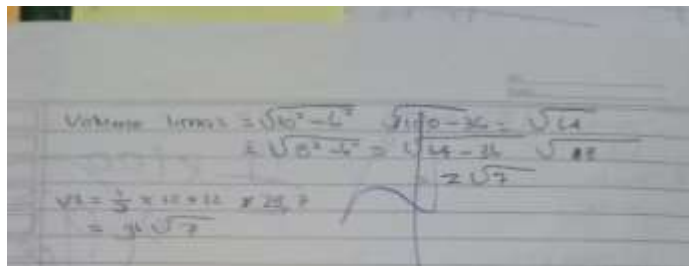 Volume limas = √10² - 6² √100 - 36 = √64
= √8² - 6² = √64 - 36 √28
= 2√7
V = 1/3 × 12 × 12 × 2√7
= 96√7